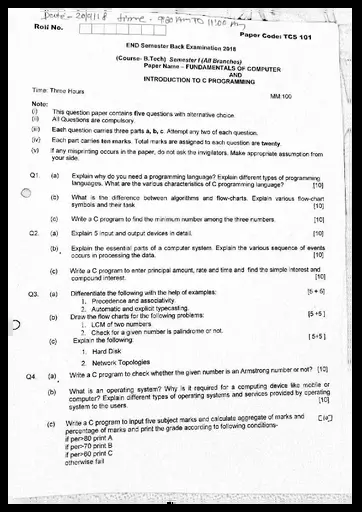 Date - 20/9/18 time - 9:00 AM TO 11:00 AM
Roll No.
Paper Code: TCS 101
END Semester Back Examination 2018
(Course- B.Tech) Semester I (All Branches)
Paper Name – FUNDAMENTALS OF COMPUTER
AND
INTRODUCTION TO C PROGRAMMING
Time: Three Hours MM:100
Note:
(i) This question paper contains five questions with alternative choice.
(ii) All Questions are compulsory.
(iii) Each question carries three parts a, b, c. Attempt any two of each question.
(iv) Each part carries ten marks. Total marks are assigned to each question are twenty.
(v) If any misprinting occurs in the paper, do not ask the invigilators. Make appropriate assumption from
your side.
Q1. (a) Explain why do you need a programming language? Explain different types of programming
languages. What are the various characteristics of C programming language? [10]
(b) What is the difference between algorithms and flow-charts. Explain various flow-chart
symbols and their task [10]
(c) Write a C program to find the minimum number among the three numbers. [10]
Q2. (a) Explain 5 input and output devices in detail. [10]
(b) Explain the essential parts of a computer system. Explain the various sequence of events
occurs in processing the data. [10]
(c) Write a C program to enter principal amount, rate and time and find the simple interest and
compound interest. [10]
Q3. (a) Differentiate the following with the help of examples: [5 + 5]
1. Precedence and associativity
2. Automatic and explicit typecasting.
(b) Draw the flow charts for the following problems: [5 +5 ]
1. LCM of two numbers
2. Check for a given number is palindrome or not.
(c) Explain the following: [5+5 ]
1. Hard Disk
2. Network Topologies
Q4. (a) Write a C program to check whether the given number is an Armstrong number or not? [10]
(b) What is an operating system? Why is it required for a computing device like mobile or
computer? Explain different types of operating systems and services provided by operating
system to the users. [10]
(c) Write a C program to input five subject marks and calculate aggregate of marks and [10]
percentage of marks and print the grade according to following conditions-
if per>80 print A
if per>70 print B
if per>60 print C
otherwise fail